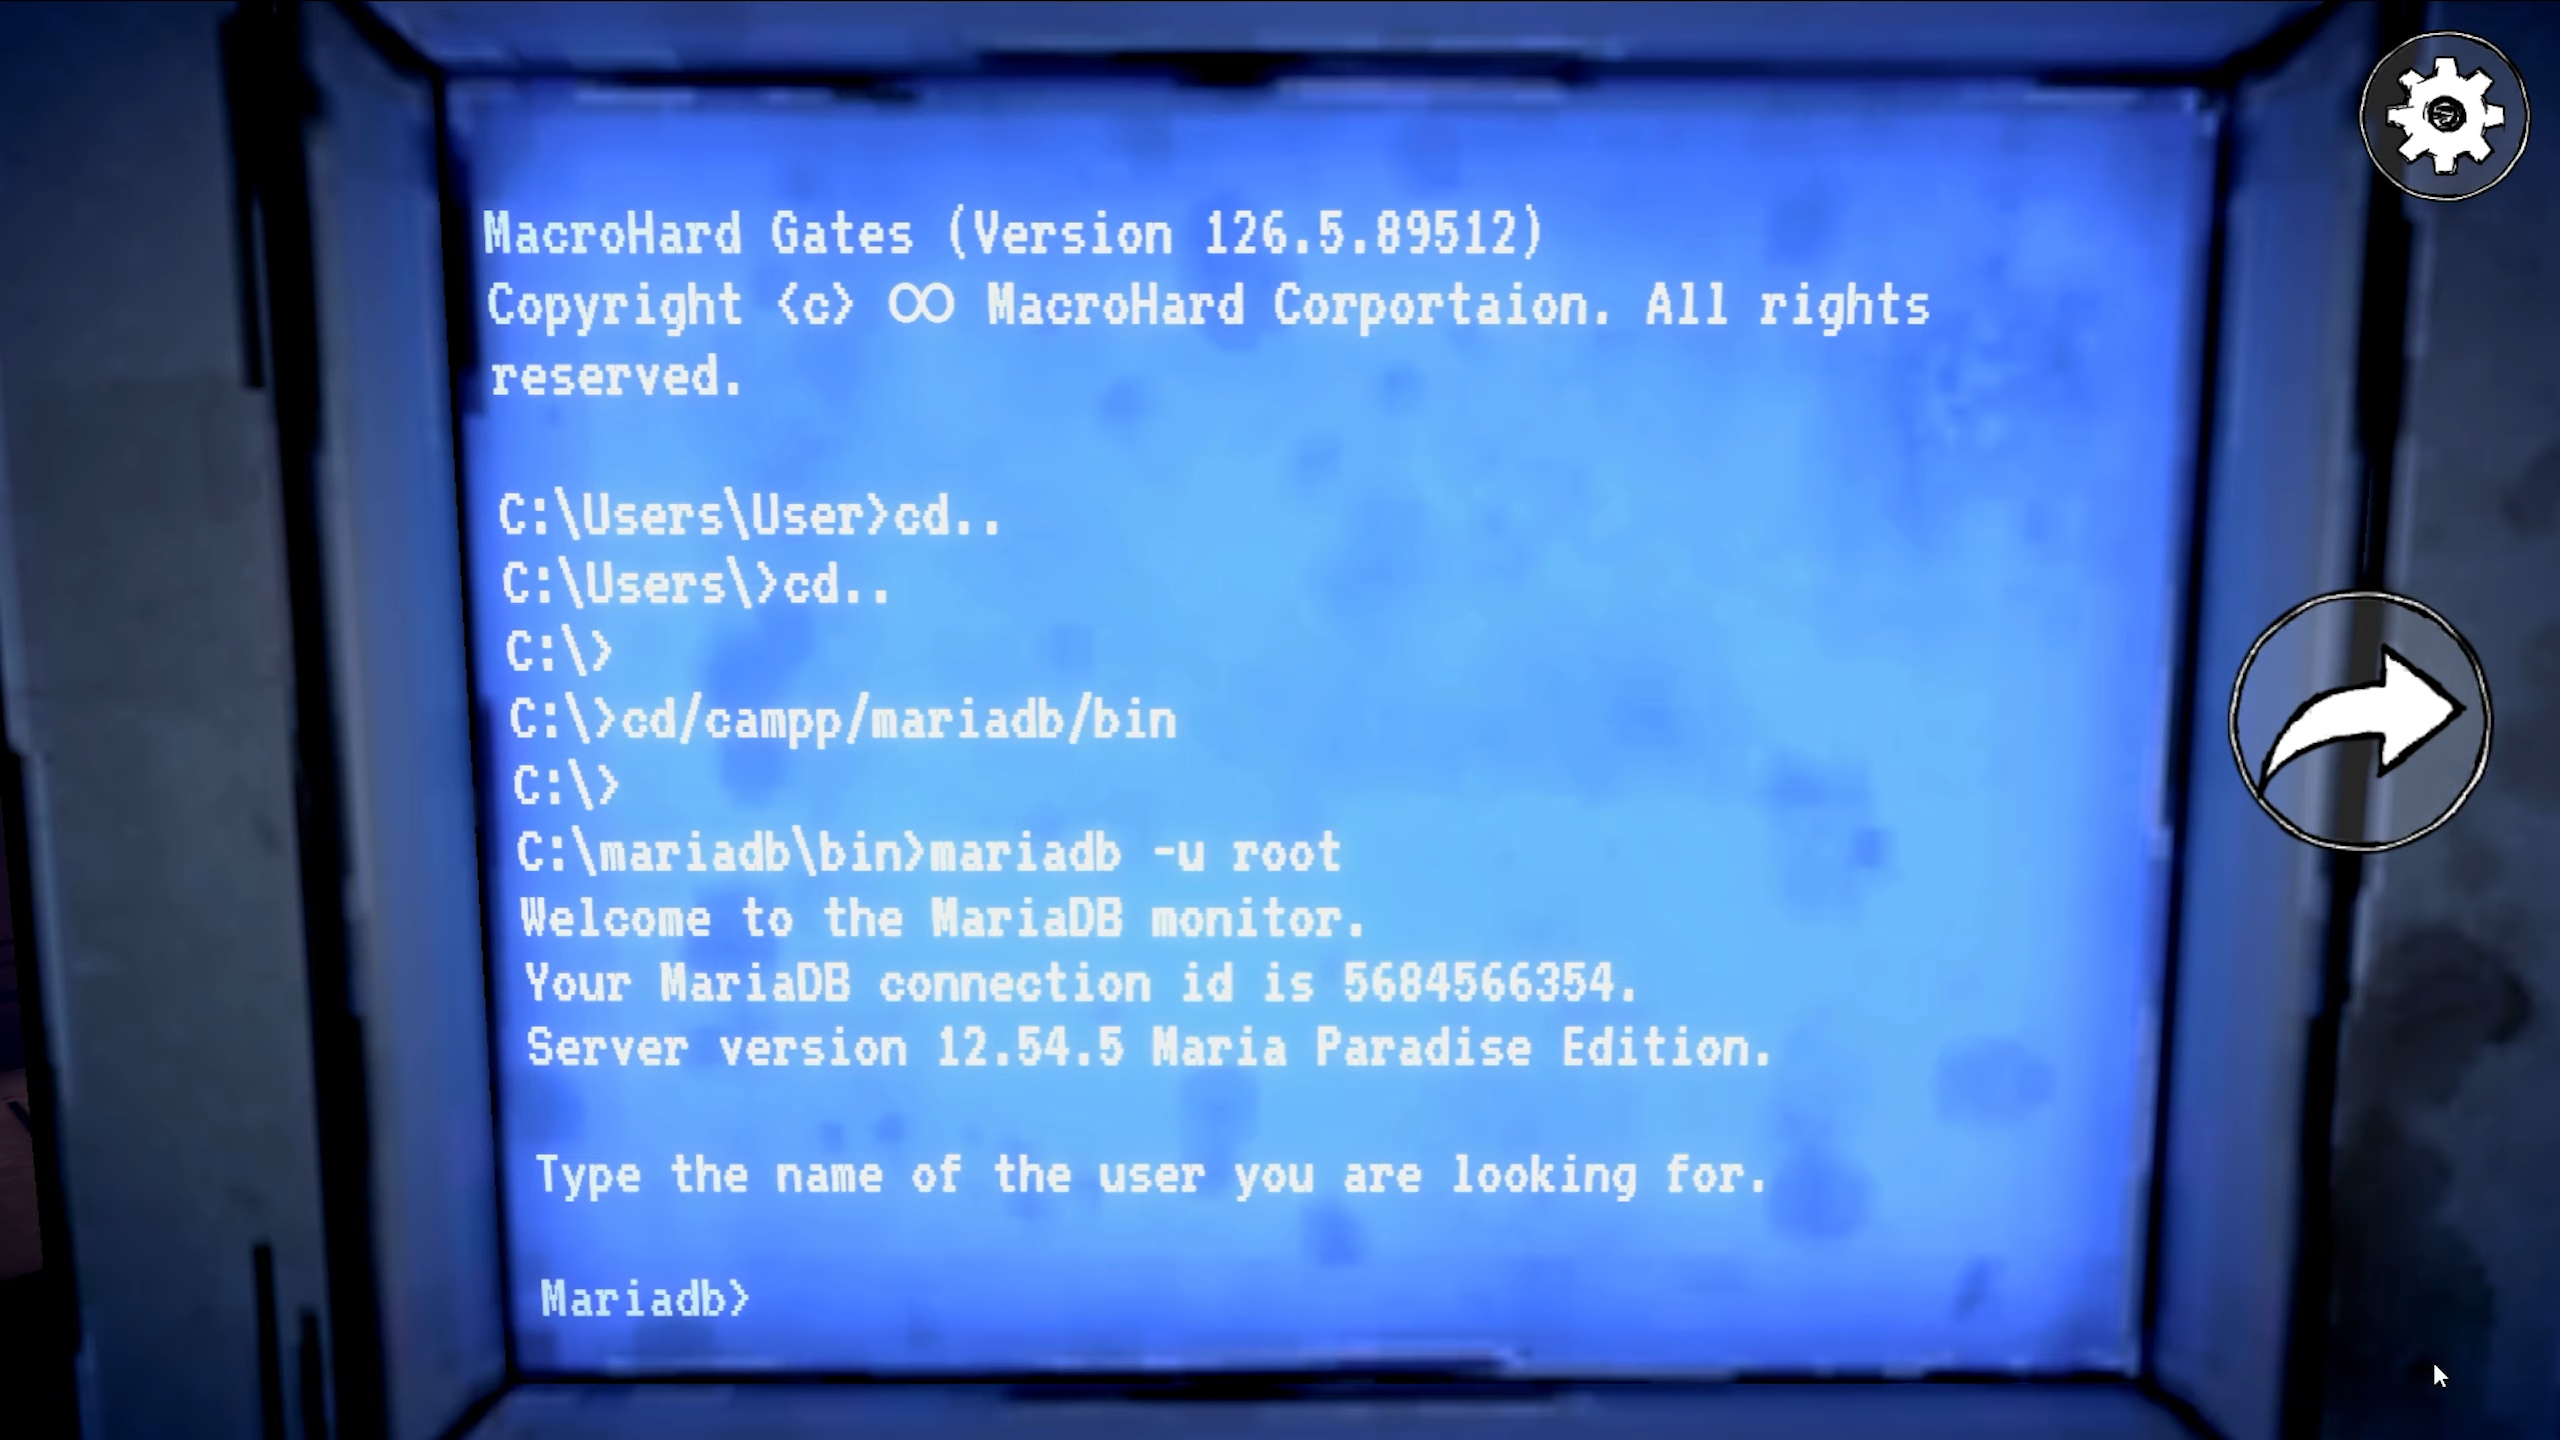 MacroHard Gates (Version 126.5.89512)
Copyright <c> ∞ MacroHard Corportaion. All rights
reserved.
C:\Users\User>cd..
C:\Users\>cd..
C:\>
C:\>cd/campp/mariadb/bin
C:\>
C:\mariadb\bin>mariadb -u root
Welcome to the MariaDB monitor.
Your MariaDB connection id is 5684566354.
Server version 12.54.5 Maria Paradise Edition.
Type the name of the user you are looking for.
Mariadb>